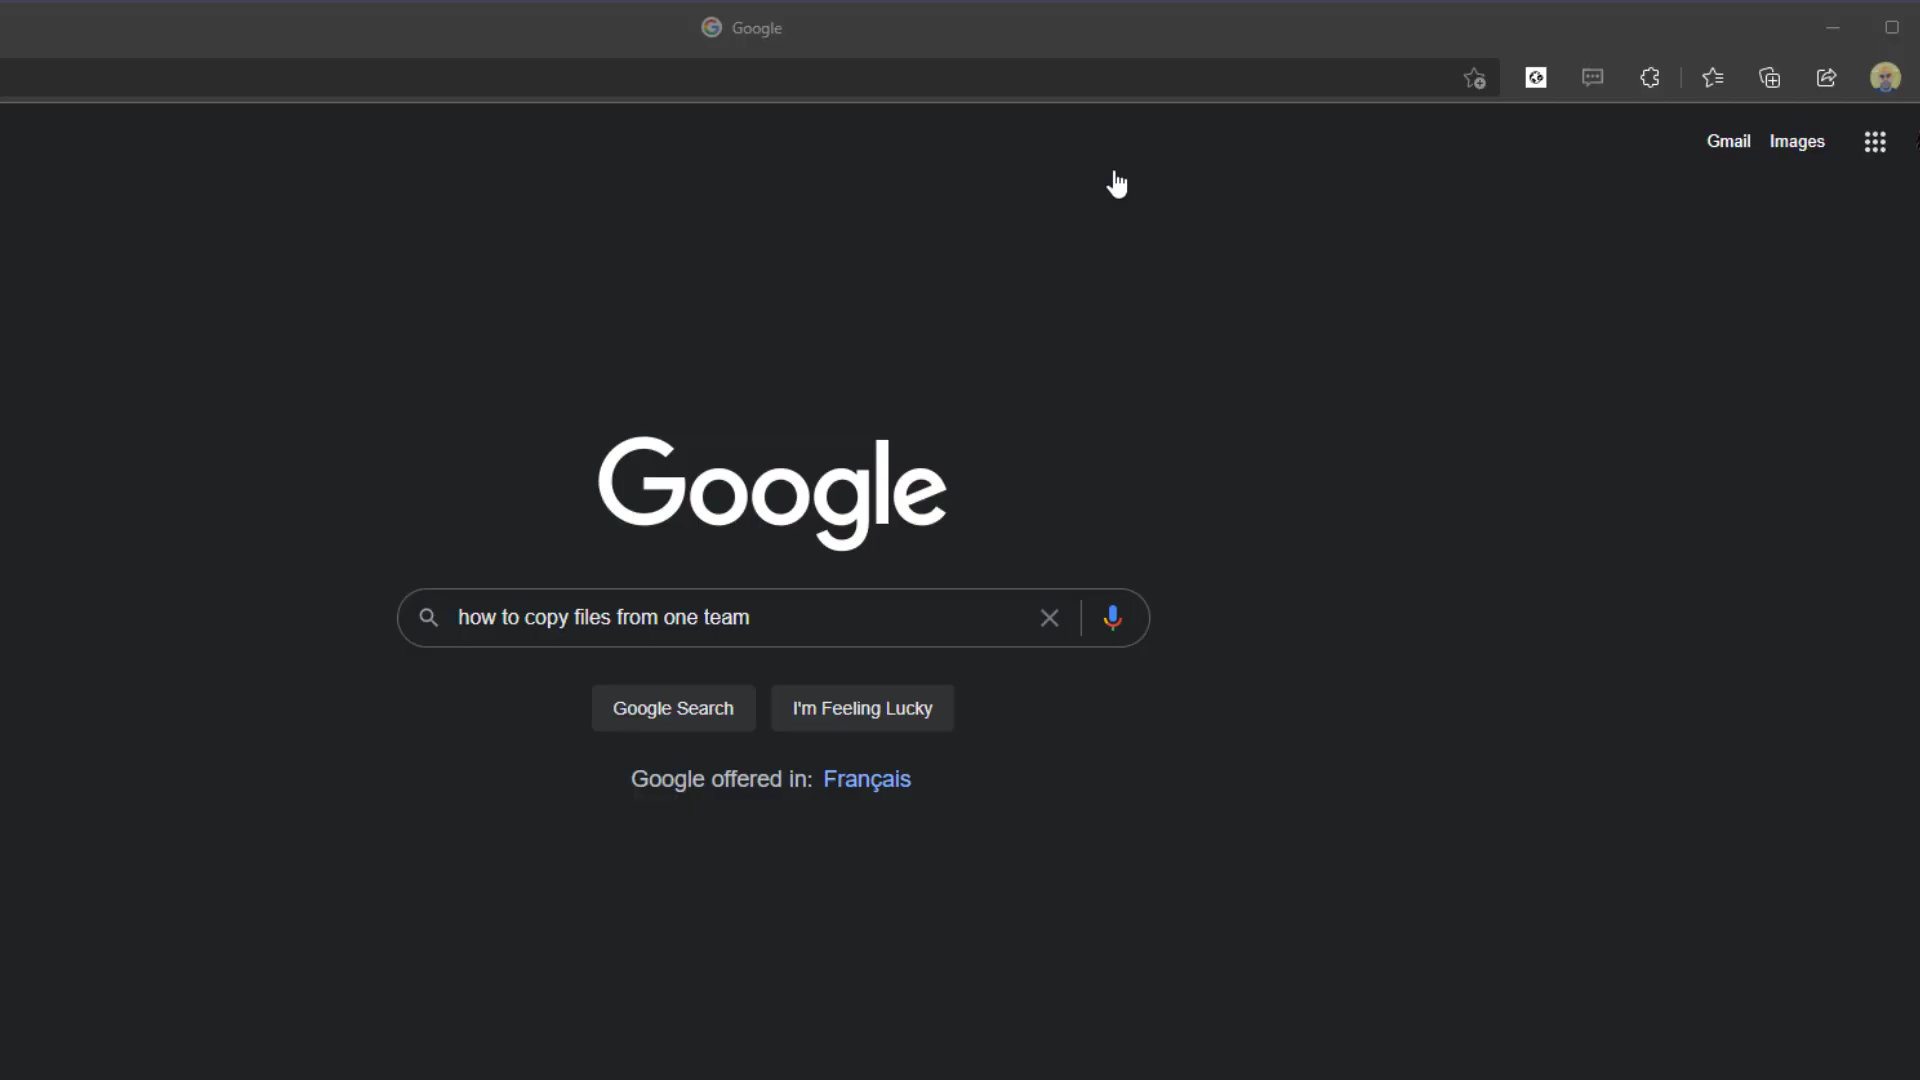 Google
Gmail Images
Google
how to copy files from one team
Google Search I'm Feeling Lucky
Google offered in: Français